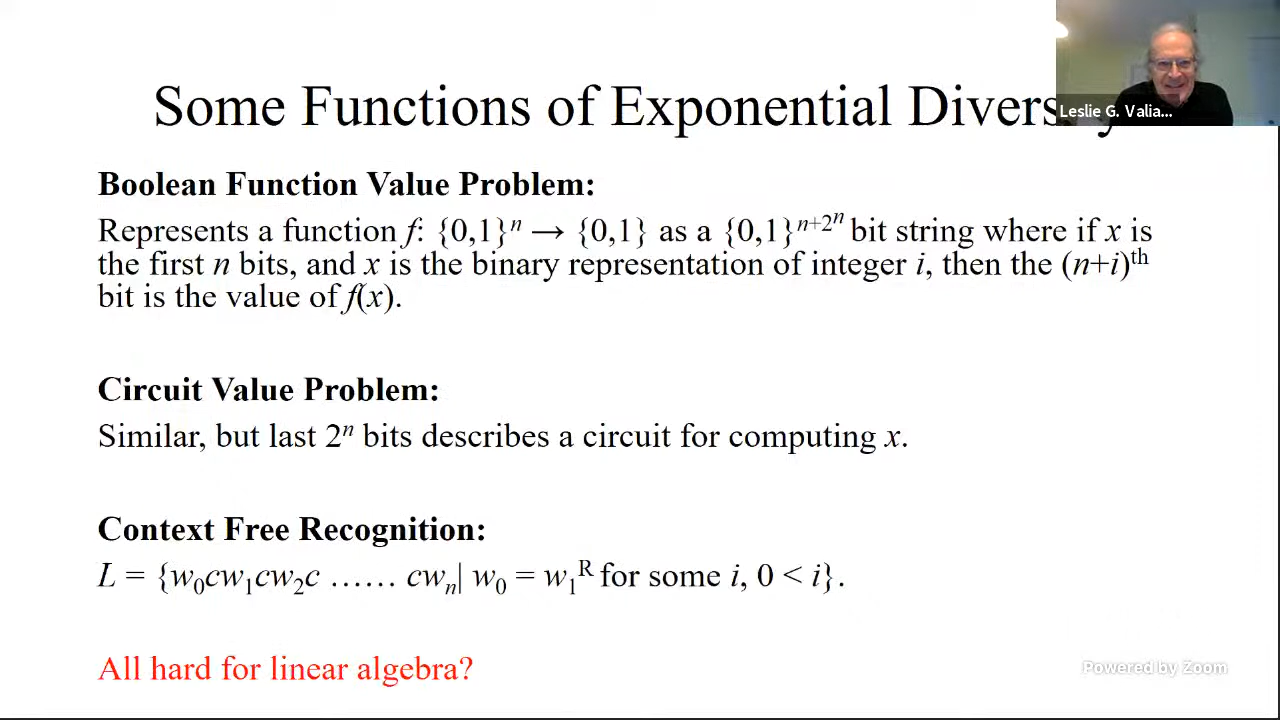 Some Functions of Exponential
Leslie G. Valia...
Boolean Function Value Problem:
Represents a function f: {0,1}ⁿ → {0,1} as a {0,1}ⁿ⁺²^ⁿ bit string where if x is
the first n bits, and x is the binary representation of integer i, then the (n+i)ᵗʰ
bit is the value of f(x).
Circuit Value Problem:
Similar, but last 2ⁿ bits describes a circuit for computing x.
Context Free Recognition:
L = {w₀cw₁cw₂c …… cwₙ| w₀ = w₁ᴿ for some i, 0 < i}.
All hard for linear algebra?
Powered by Zoom